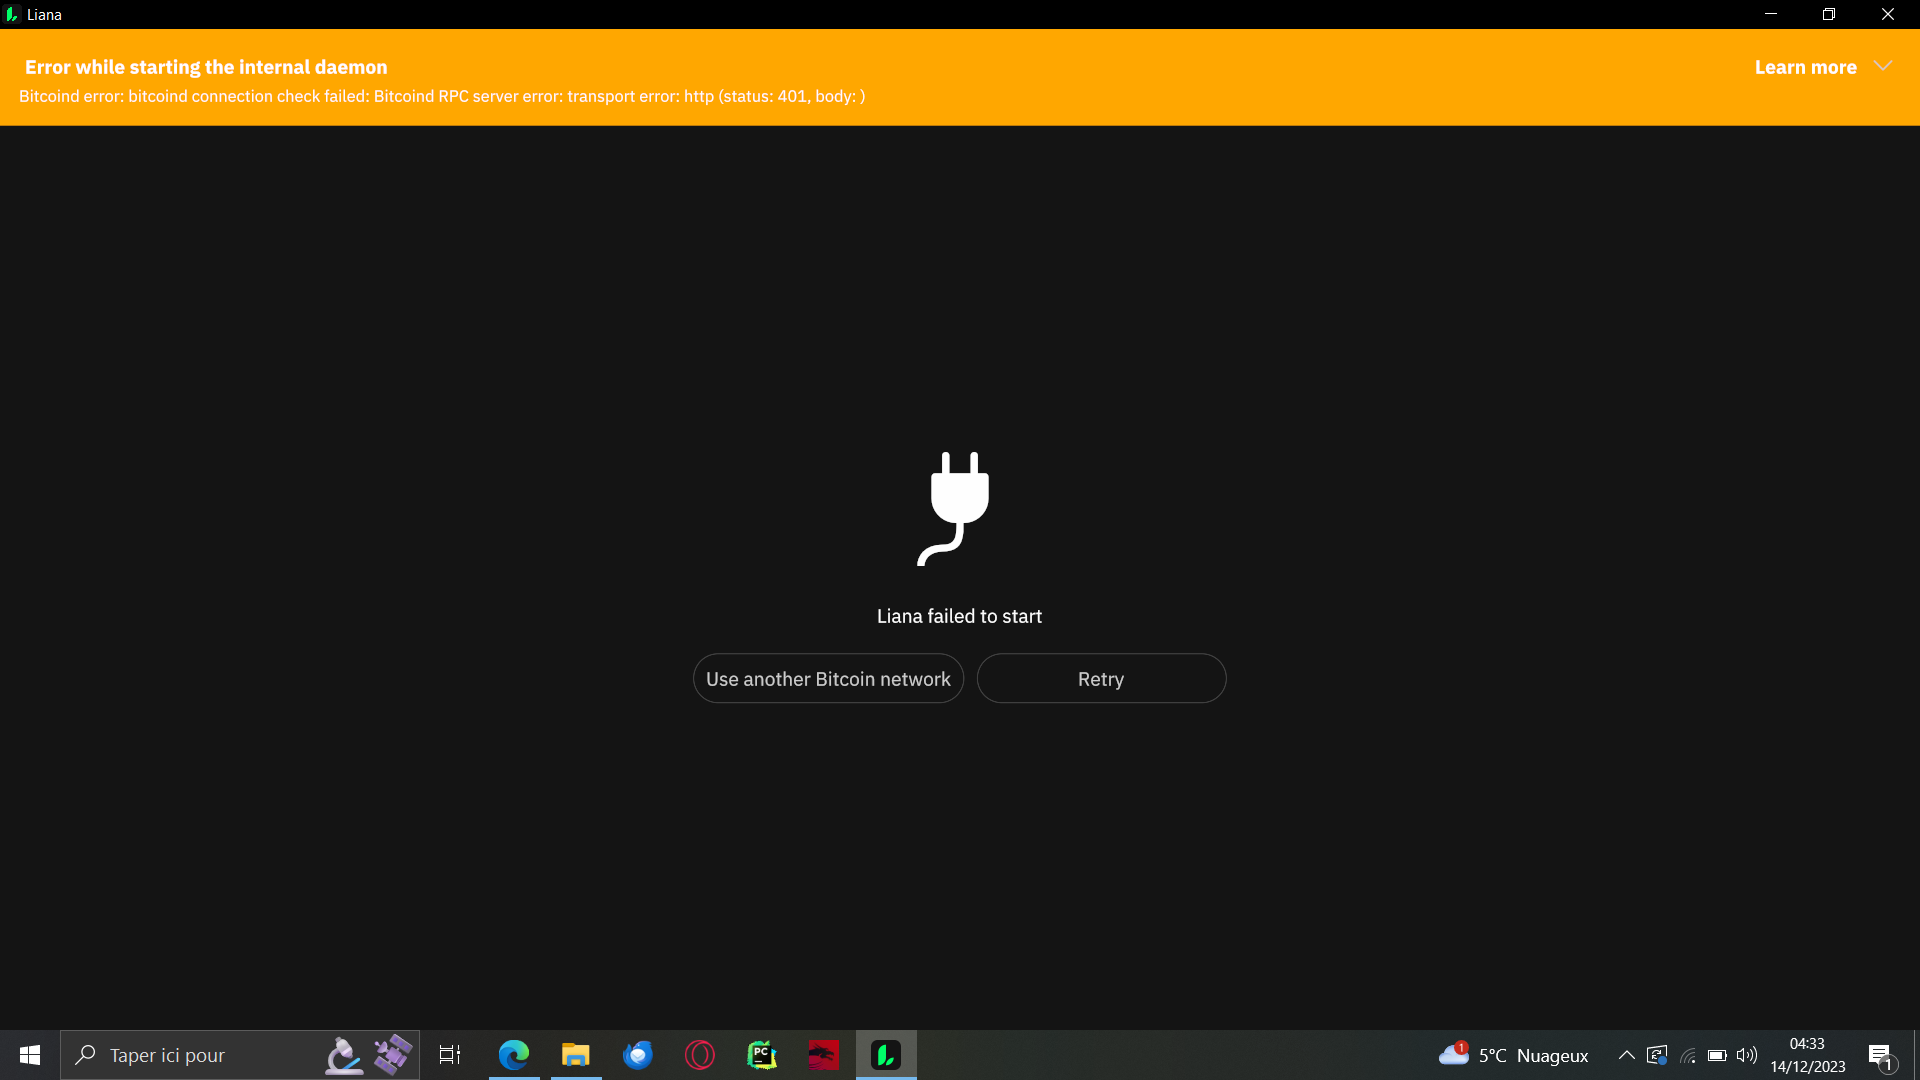 Liana
Error while starting the internal daemon
Learn more
Bitcoind error: bitcoind connection check failed: Bitcoind RPC server error: transport error: http (status: 401, body: )
Liana failed to start
Use another Bitcoin network
Retry
Taper ici pour
PC
1
5°C Nuageux
04:33
14/12/2023
1